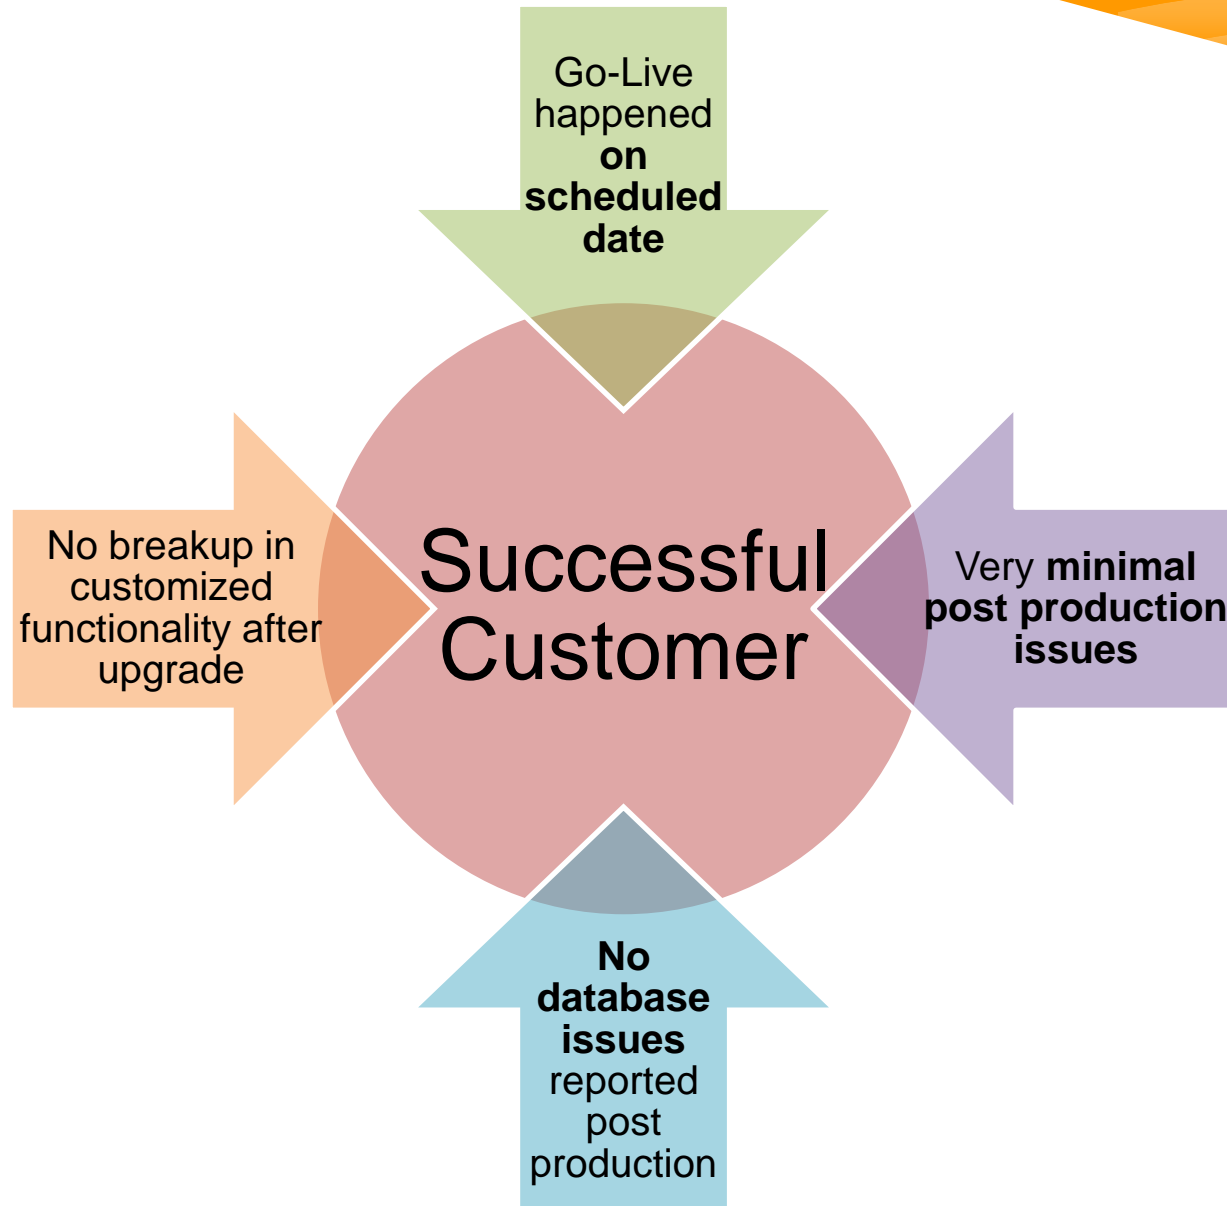 Go-Live
happened
on
scheduled
date
No breakup in
customized
functionality after
upgrade
Successful
Customer
Very minimal
post production
issues
No
database
issues
reported
post
production